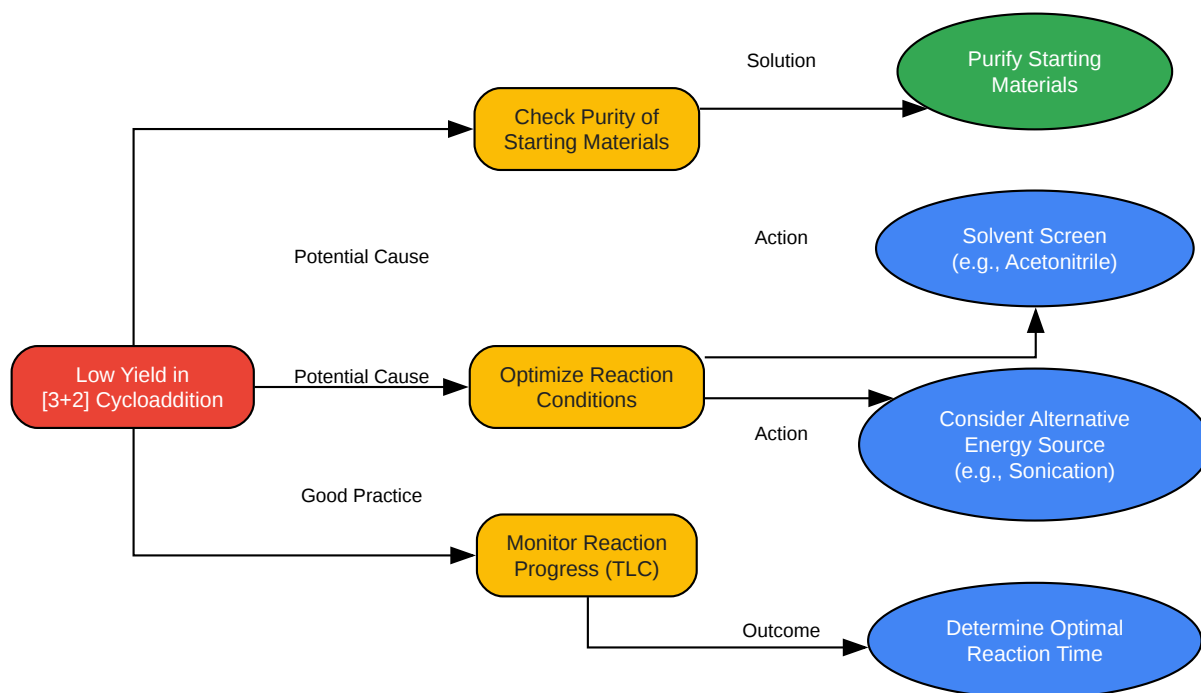 Solution
Purify Starting
Materials
Check Purity of
Starting Materials
Potential Cause
Action
Solvent Screen
(e.g., Acetonitrile)
Low Yield in
[3+2] Cycloaddition
Potential Cause
Optimize Reaction
Conditions
Action
Consider Alternative
Energy Source
(e.g., Sonication)
Good Practice
Monitor Reaction
Progress (TLC)
Outcome
Determine Optimal
Reaction Time